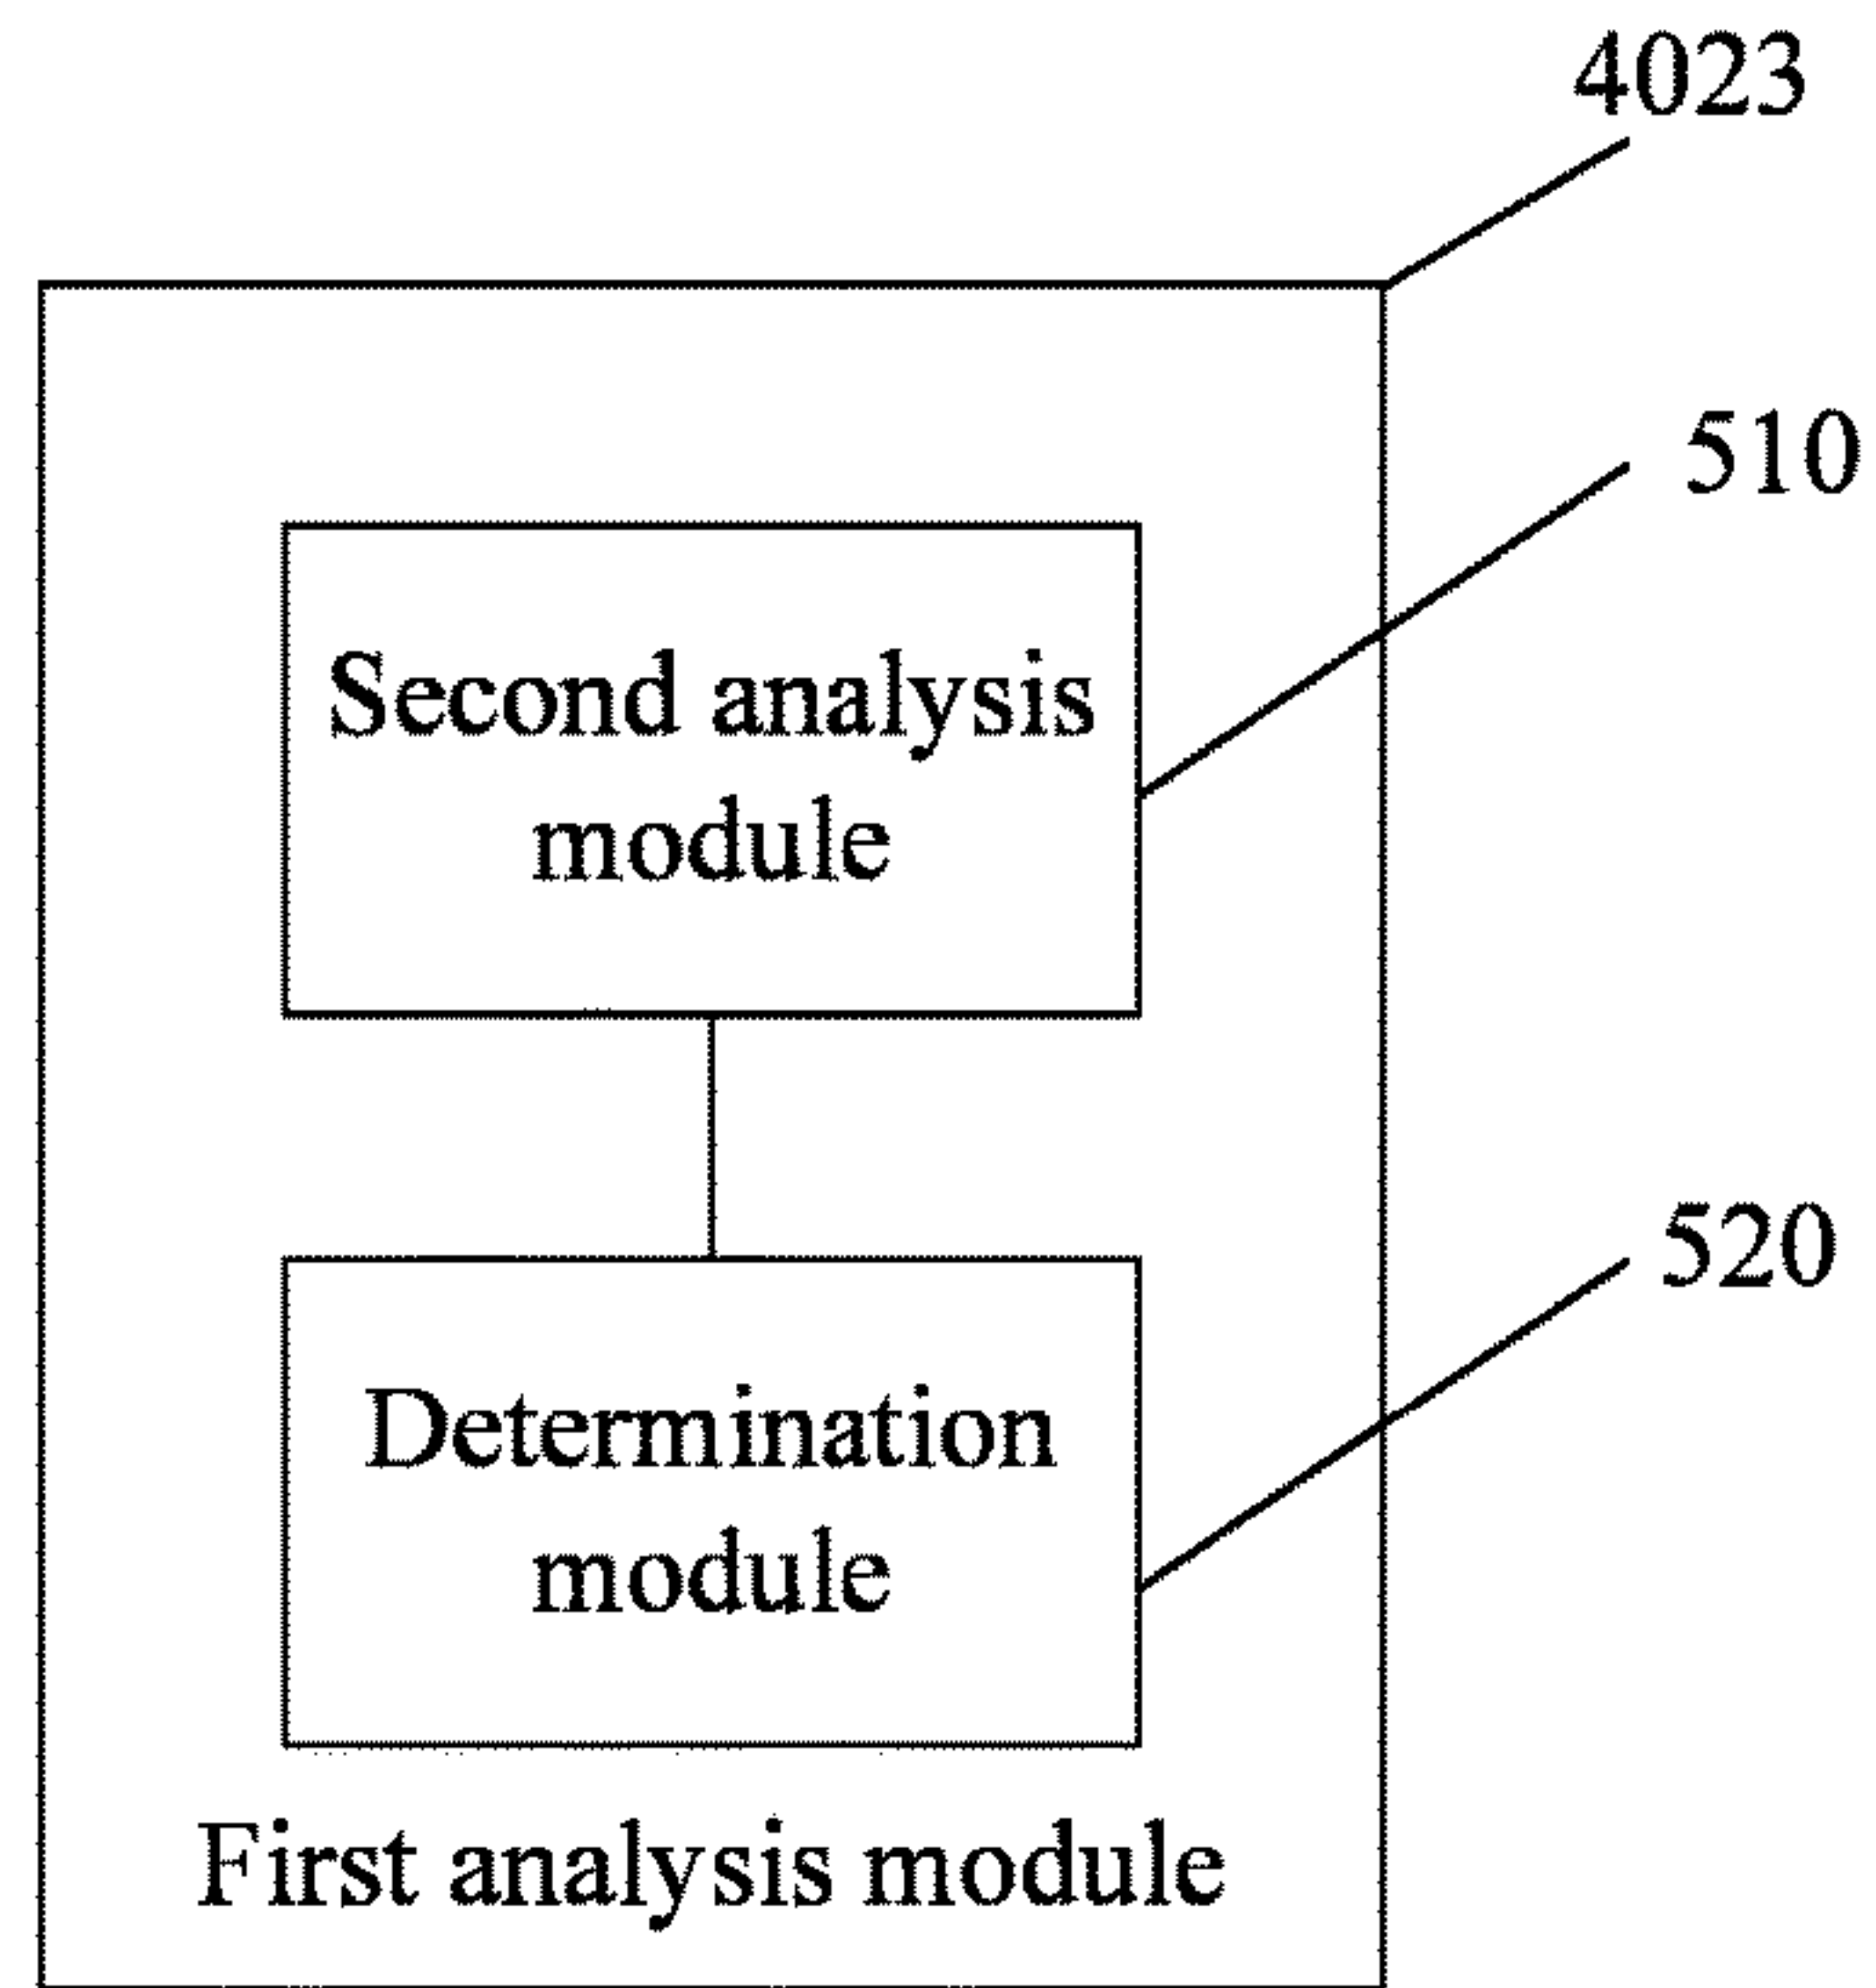 4023
510
Second analysis
module
520
Determination
module
First analysis module